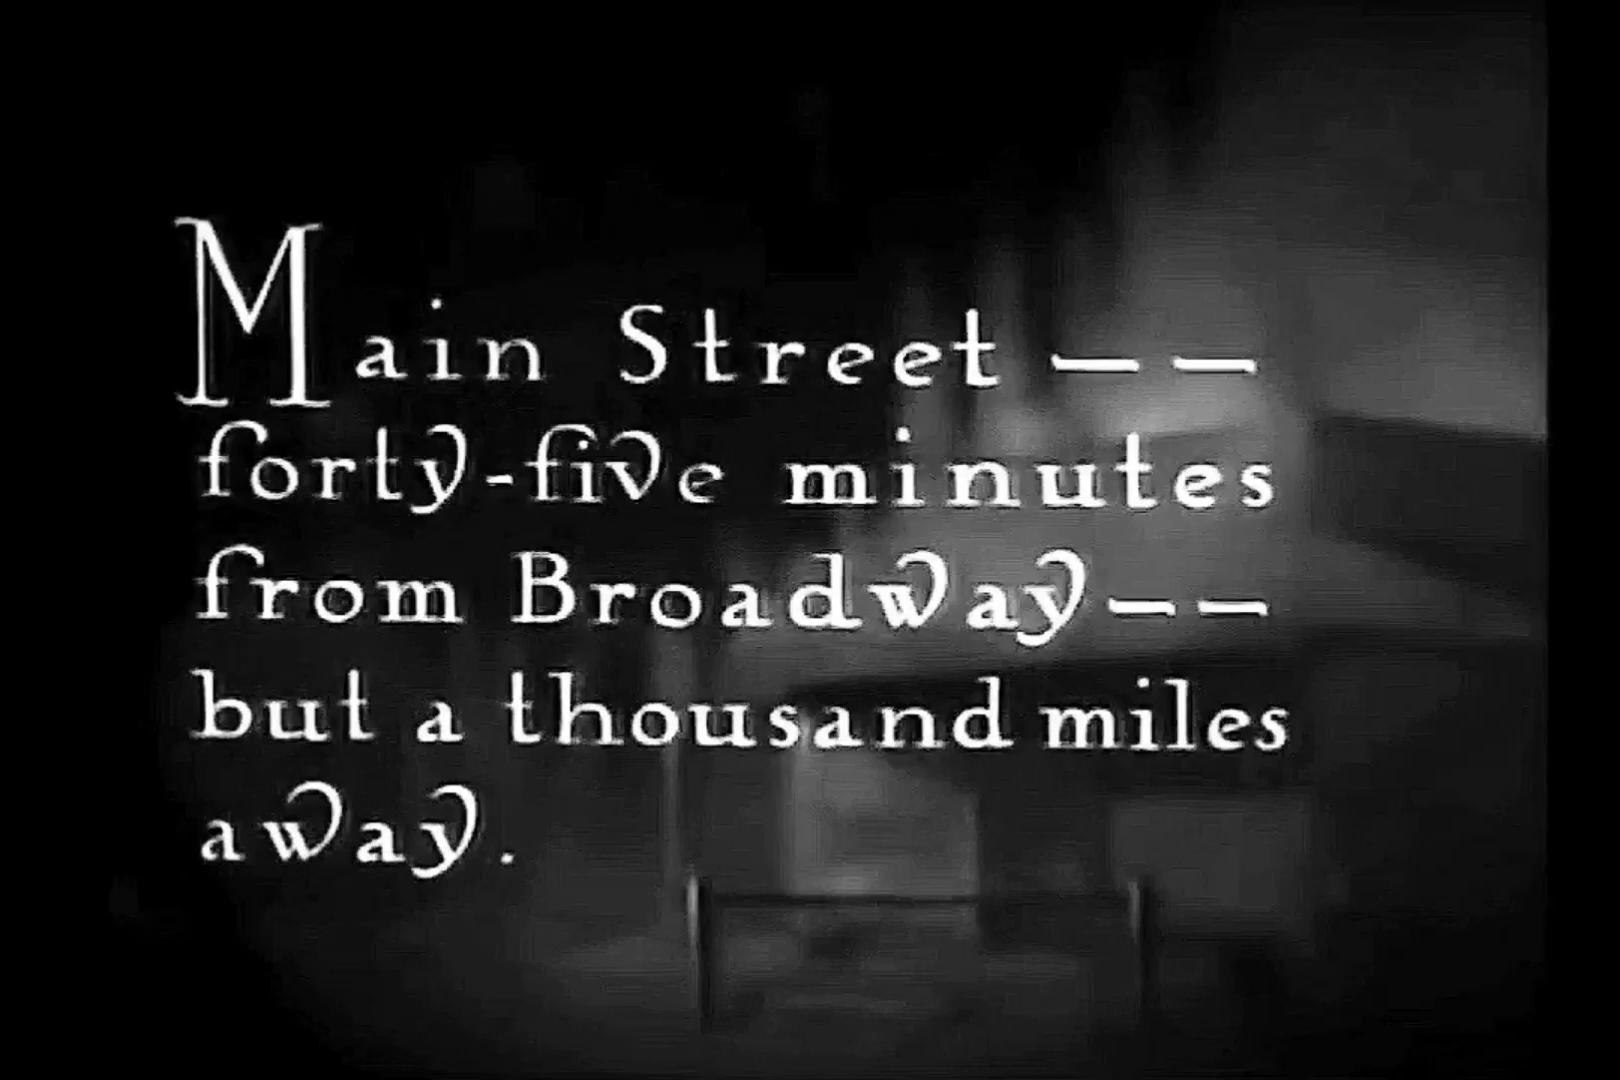 Main Street — —
forty-five minutes
from Broadway — —
but a thousand miles
away.